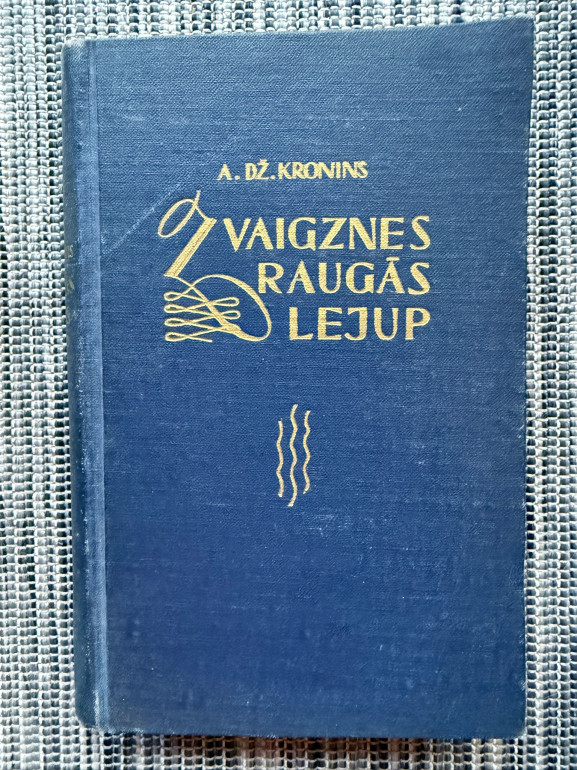 A. DŽ. KRONINS
ZVAIGZNES
RAUGĀS
LEJUP